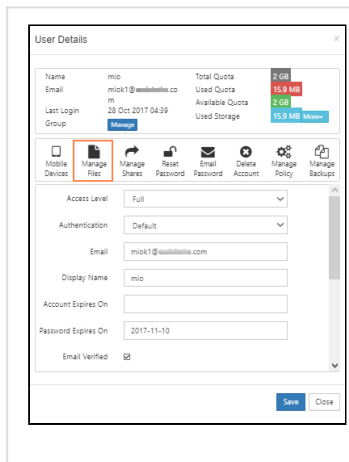 User Details ×
Name mio Total Quota 2 GB
Email miok1@ .co Used Quota 15.9 MB
m Available Quota 2 GB
Last Login 28 Oct 2017 04:39 Used Storage 15.9 MB More
Group Manage
Mobile Devices
Manage Files
Manage Shares
Reset Password
Email Password
Delete Account
Manage Policy
Manage Backups
Access Level Full
Authentication Default
Email miok1@ .com
Display Name mio
Account Expires On
Password Expires On 2017-11-10
Email Verified
Save Close